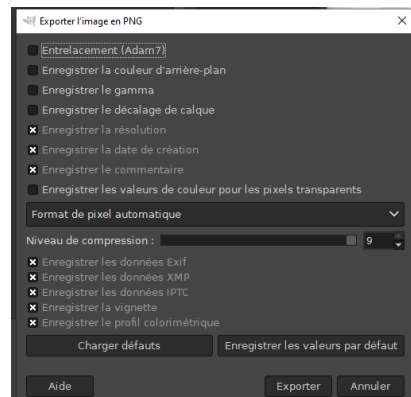 Exporter l'image en PNG
Entrelacement (Adam7)
Enregistrer la couleur d'arrière-plan
Enregistrer le gamma
Enregistrer le décalage de calque
Enregistrer la résolution
Enregistrer la date de création
Enregistrer le commentaire
Enregistrer les valeurs de couleur pour les pixels transparents
Format de pixel automatique
Niveau de compression : 9
Enregistrer les données Exif
Enregistrer les données XMP
Enregistrer les données IPTC
Enregistrer la vignette
Enregistrer le profil colorimétrique
Charger défauts Enregistrer les valeurs par défaut
Aide Exporter Annuler